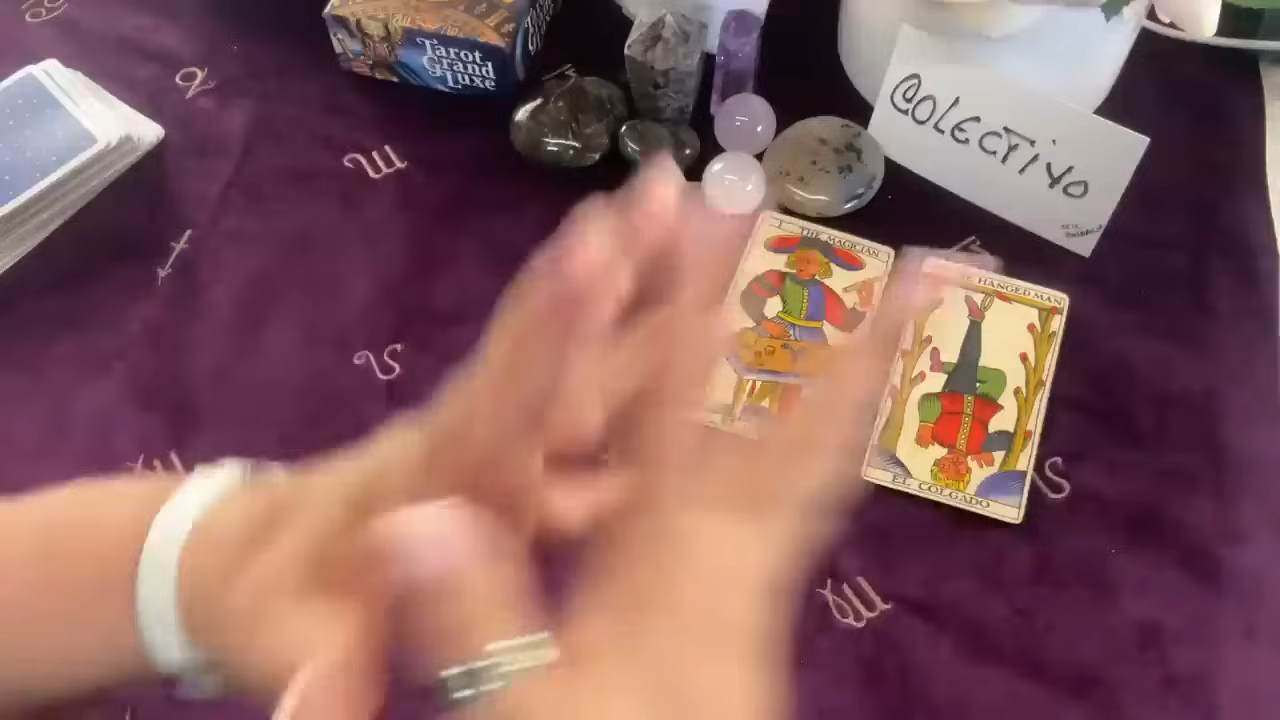 Tarot
Grand
Luxe
COLECTIVO
I THE MAGICIAN
HANGED MAN
EL COLGADO